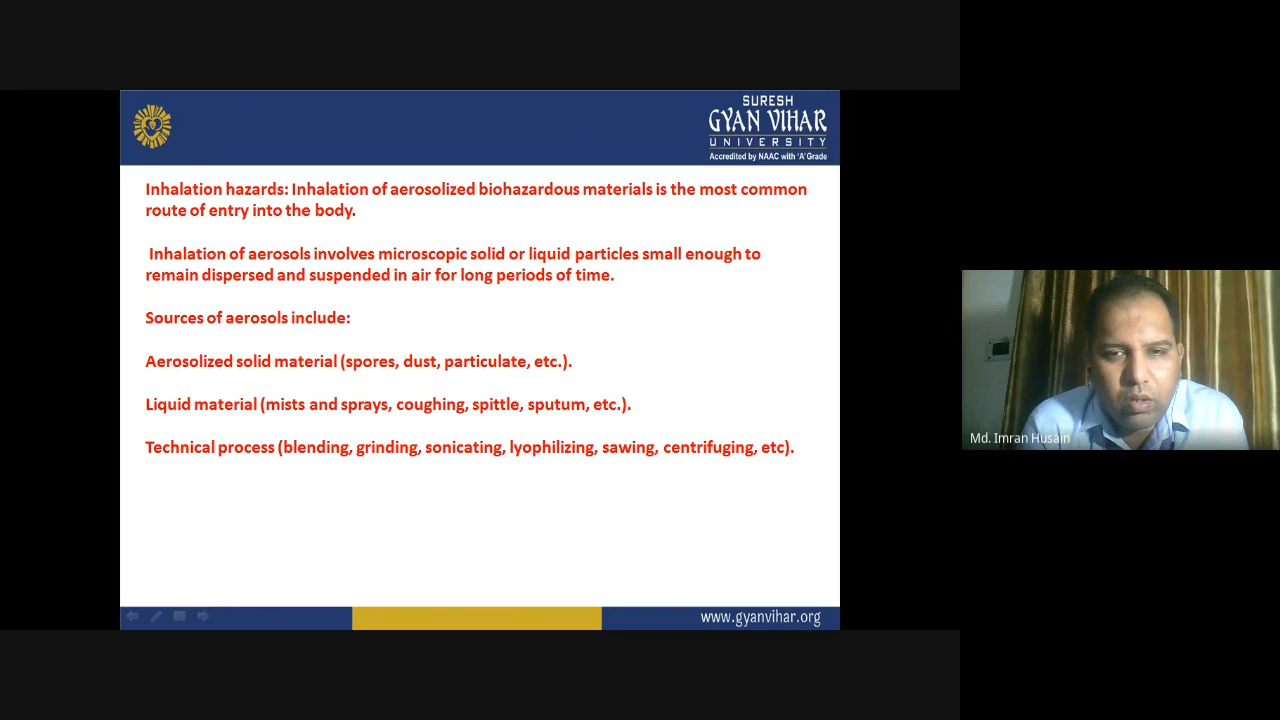 SURESH
GYAN VIHAR
UNIVERSITY
Accredited by NAAC with 'A' Grade
Inhalation hazards: Inhalation of aerosolized biohazardous materials is the most common
route of entry into the body.
Inhalation of aerosols involves microscopic solid or liquid particles small enough to
remain dispersed and suspended in air for long periods of time.
Sources of aerosols include:
Aerosolized solid material (spores, dust, particulate, etc.).
Liquid material (mists and sprays, coughing, spittle, sputum, etc.).
Technical process (blending, grinding, sonicating, lyophilizing, sawing, centrifuging, etc).
www.gyanvihar.org
Md. Imran Husain